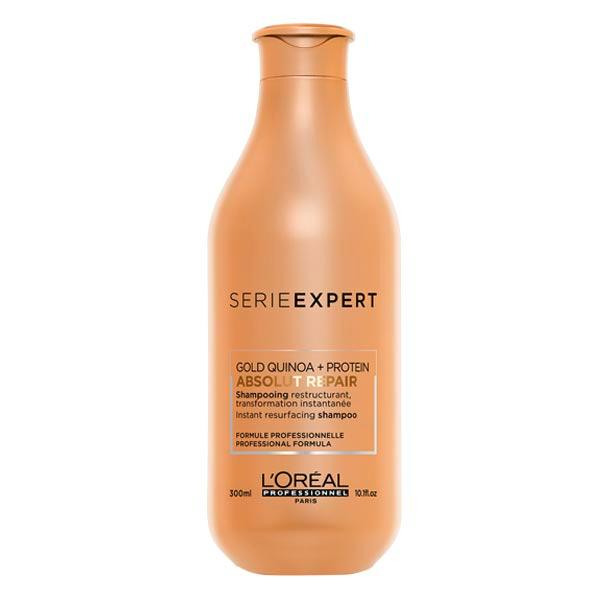 SERIEEXPERT
GOLD QUINOA + PROTEIN
ABSOLUT REPAIR
Shampooing restructurant,
transformation instantanée
Instant resurfacing shampoo
FORMULE PROFESSIONNELLE
PROFESSIONAL FORMULA
L'ORÉAL
300ml PROFESSIONNEL 10.1fl.oz
PARIS